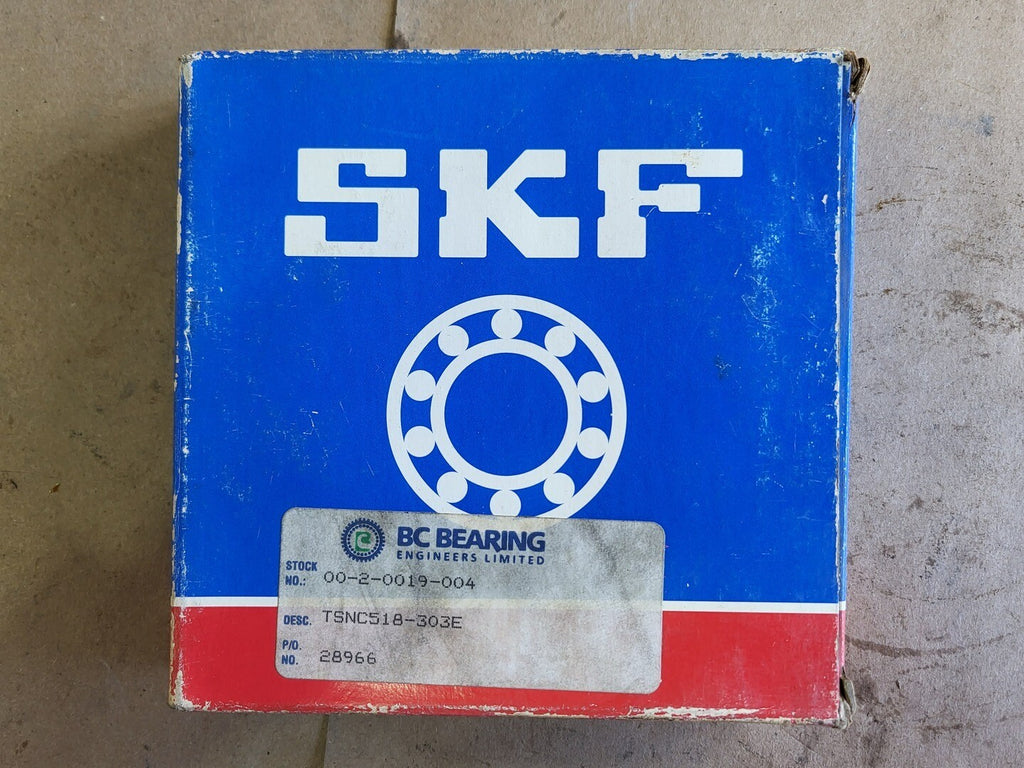 SKF
BC BEARING
ENGINEERS LIMITED
STOCK
NO.: 00-2-0019-004
DESC. TSNC518-303E
P/O.
NO. 28966